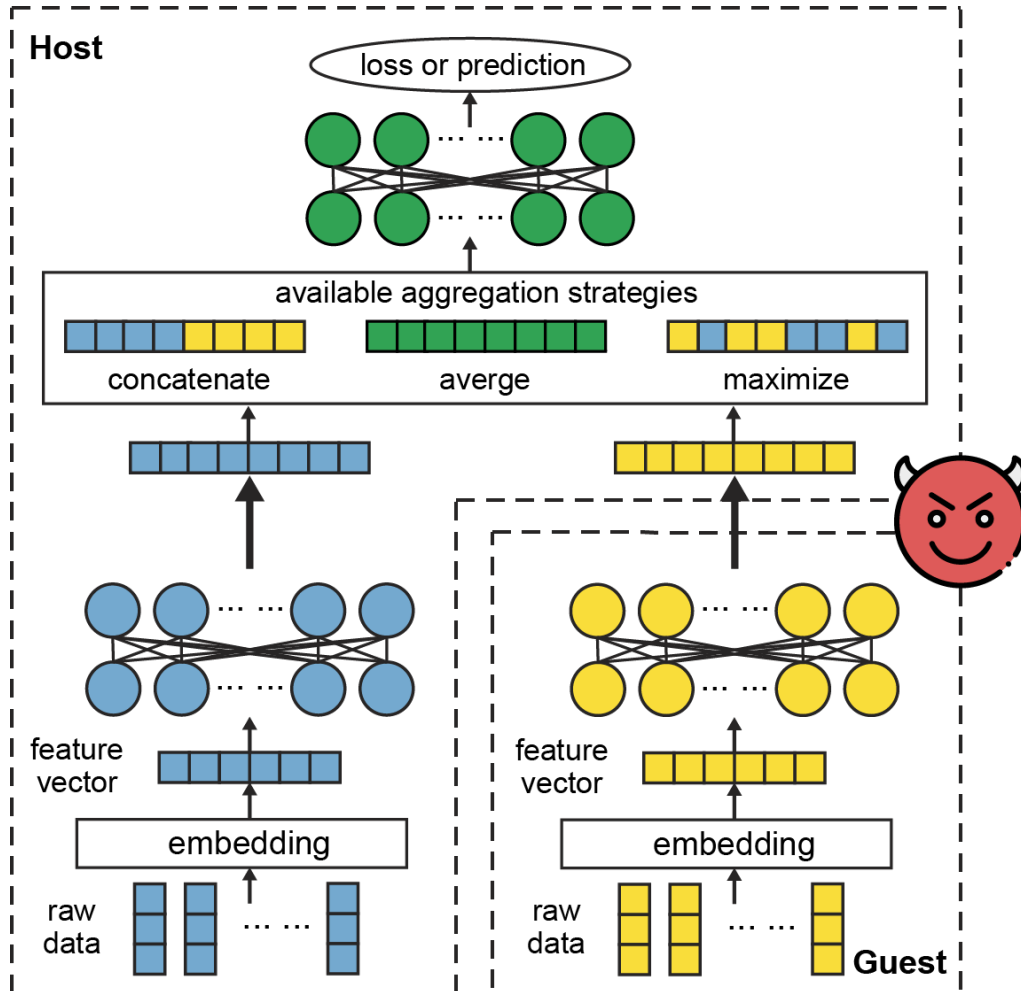 Host
loss or prediction
... ...
... ...
available aggregation strategies
concatenate
averge
maximize
... ...
... ...
... ...
... ...
feature
vector
feature
vector
embedding
embedding
raw
data
... ...
raw
data
... ...
Guest